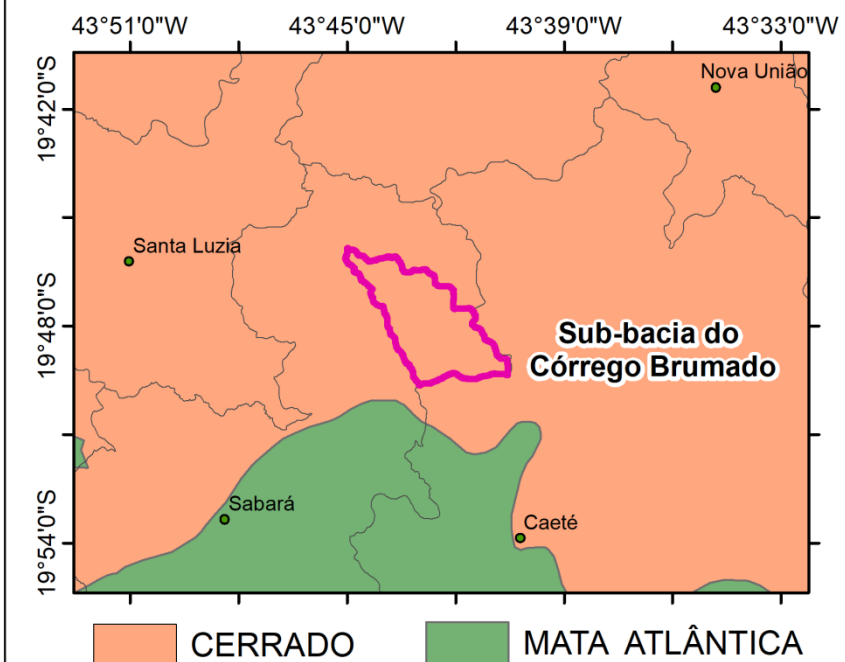 43°51'0"W 43°45'0"W 43°39'0"W 43°33'0"W
Nova União
19°42'0"S
Santa Luzia
19°48'0"S
Sub-bacia do
Córrego Brumado
Sabará
Caeté
19°54'0"S
CERRADO MATA ATLÂNTICA